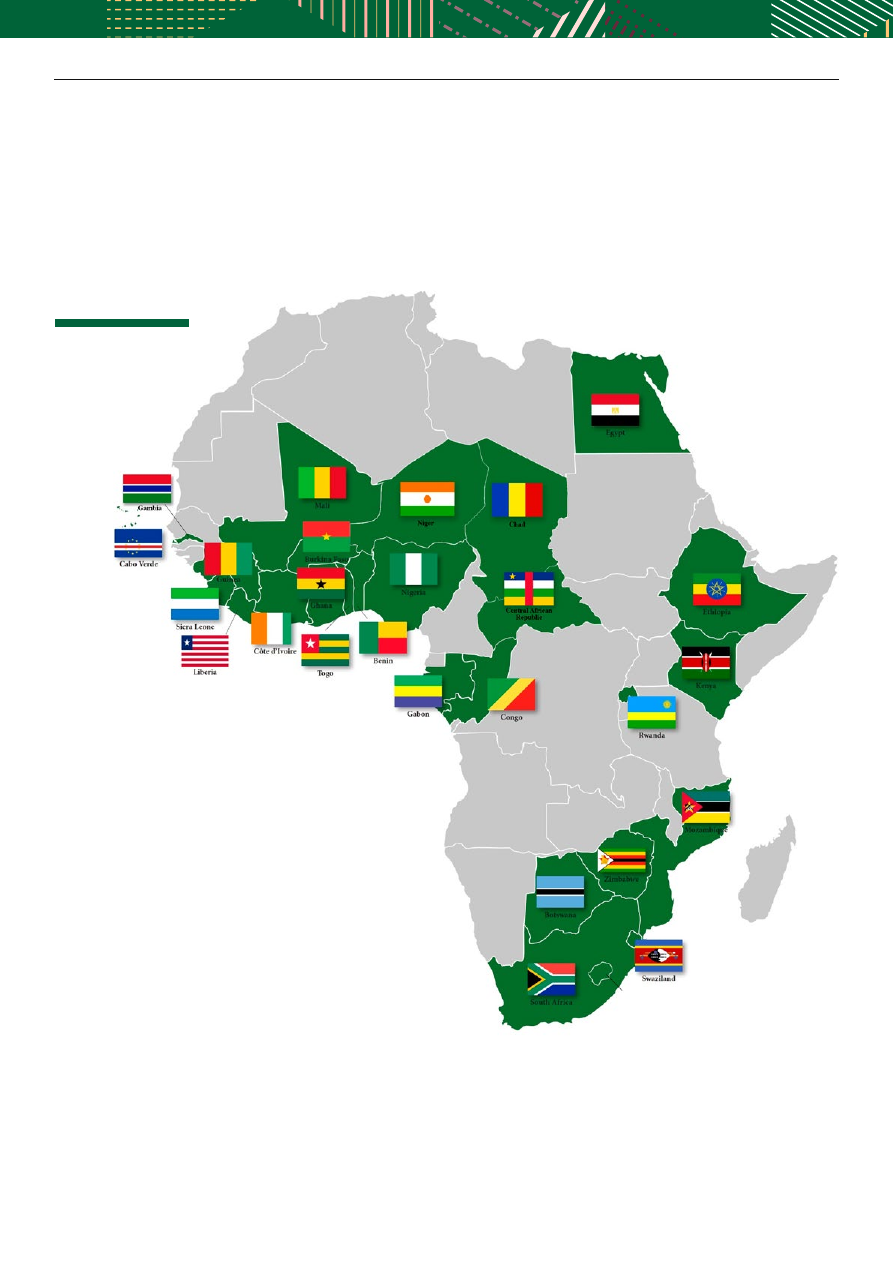 Egypt
Mali
Niger
Chad
Gambia
Burkina Faso
Cabo Verde
Guinea
Nigeria
Ghana
Central African
Republic
Ethiopia
Siera Leone
Côte d'Ivoire
Benin
Liberia
Togo
Kenya
Gabon
Congo
Rwanda
Mozambique
Zimbabwe
Botswana
Swaziland
South Africa